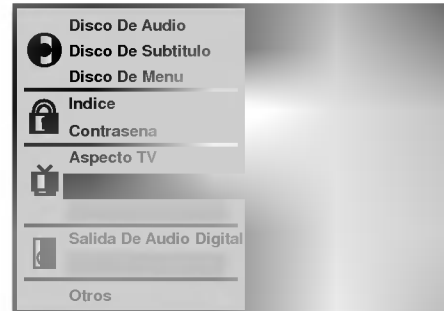 Disco De Audio
Disco De Subtitulo
Disco De Menu
Indice
Contrasena
Aspecto TV
Salida De Audio Digital
Otros